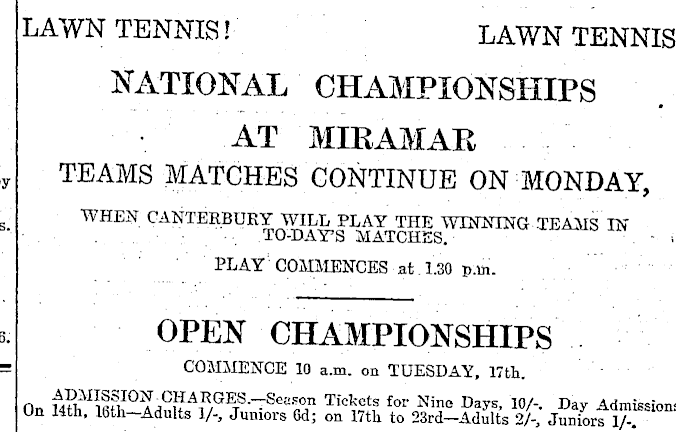 LAWN TENNIS! LAWN TENNIS
NATIONAL CHAMPIONSHIPS
AT MIRAMAR
TEAMS MATCHES CONTINUE ON MONDAY,
WHEN CANTERBURY WILL PLAY THE WINNING TEAMS IN
TO-DAY'S MATCHES.
PLAY COMMENCES at 1.30 p.m.
OPEN CHAMPIONSHIPS
COMMENCE 10 a.m. on TUESDAY, 17th.
ADMISSION CHARGES.—Season Tickets for Nine Days, 10/-. Day Admissions
On 14th, 16th—Adults 1/-, Juniors 6d; on 17th to 23rd—Adults 2/-, Juniors 1/-.